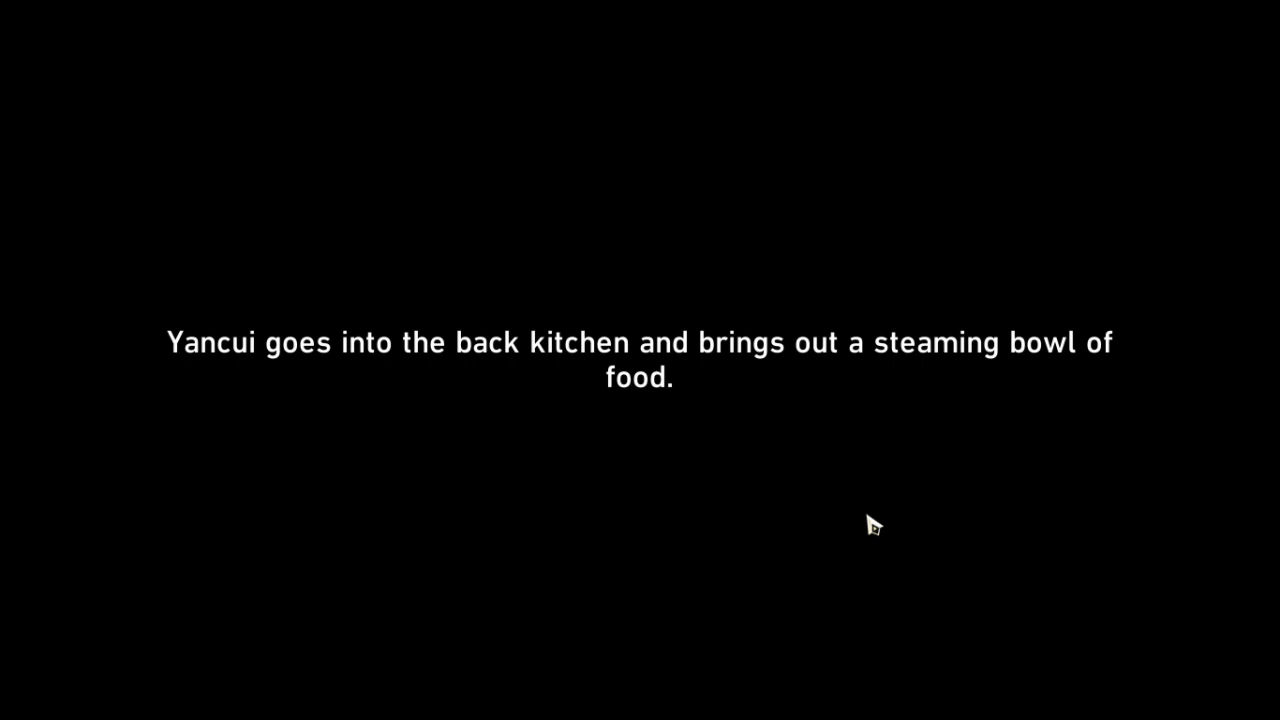 Yancui goes into the back kitchen and brings out a steaming bowl of
food.